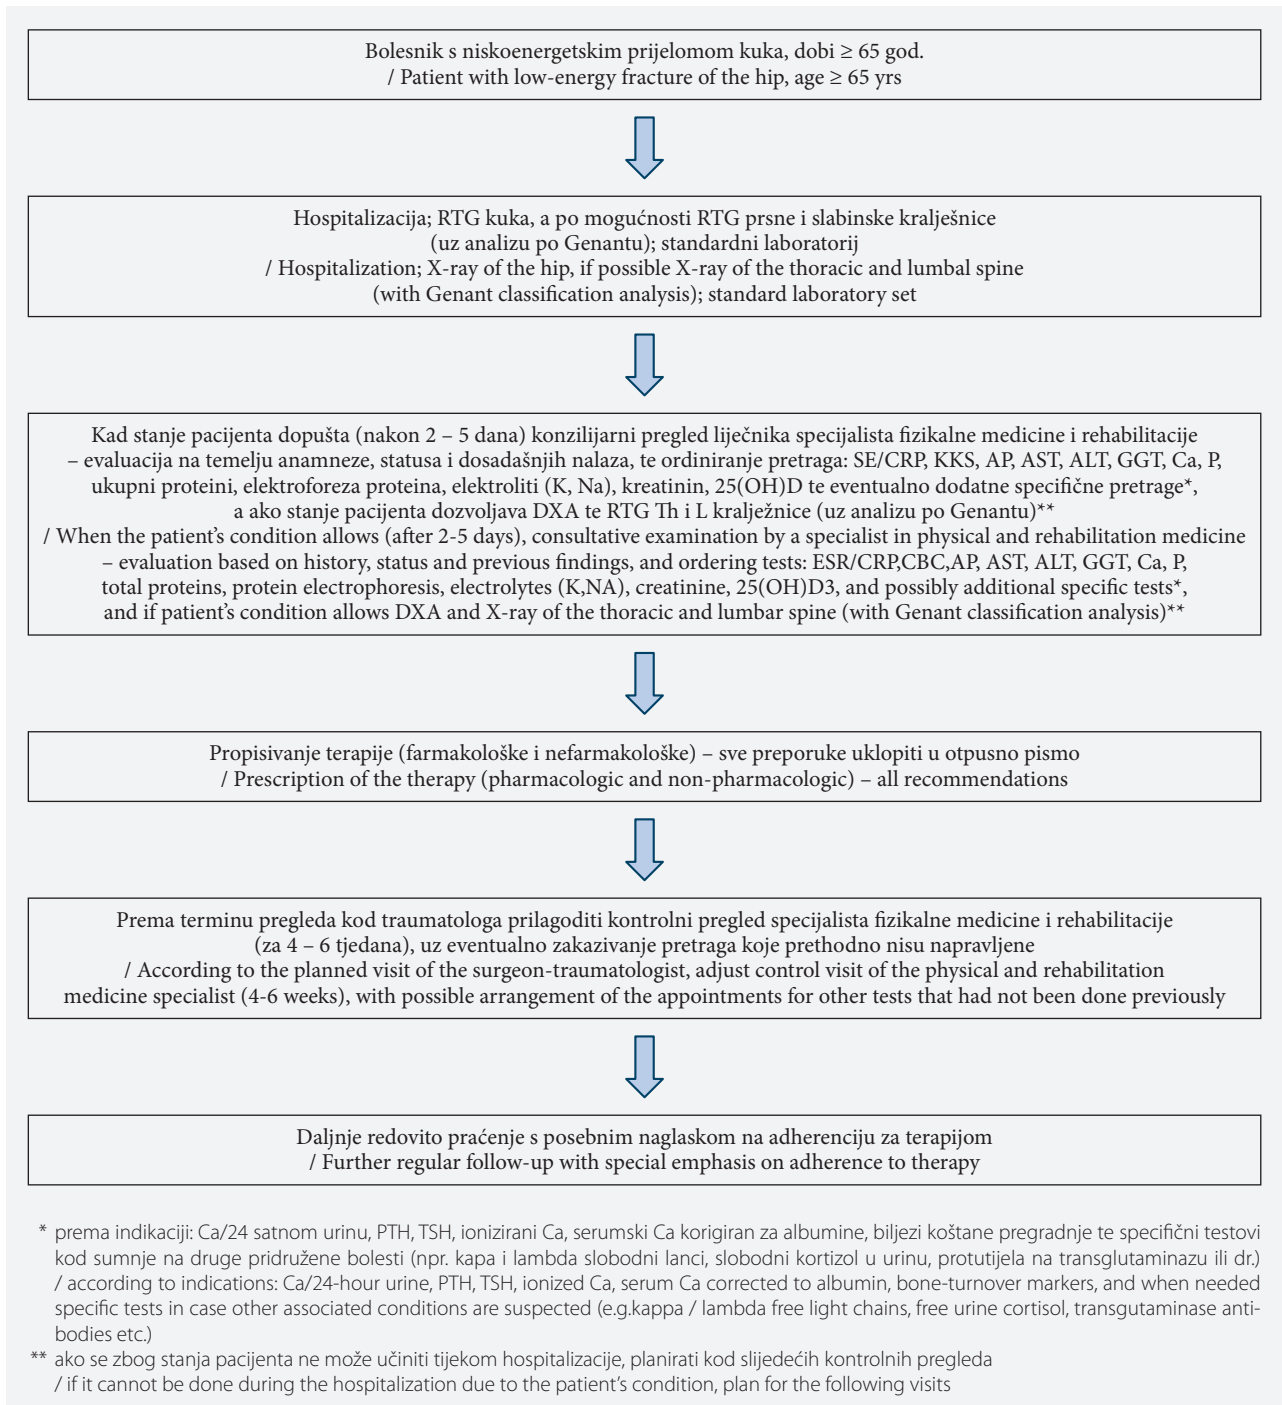 Bolesnik s niskoenergetskim prijelomom kuka, dobi ≥ 65 god.
/ Patient with low-energy fracture of the hip, age ≥ 65 yrs
Hospitalizacija; RTG kuka, a po mogućnosti RTG prsne i slabinske kralješnice
(uz analizu po Genantu); standardni laboratorij
/ Hospitalization; X-ray of the hip, if possible X-ray of the thoracic and lumbal spine
(with Genant classification analysis); standard laboratory set
Kad stanje pacijenta dopušta (nakon 2 – 5 dana) konzilijarni pregled liječnika specijalista fizikalne medicine i rehabilitacije
– evaluacija na temelju anamneze, statusa i dosadašnjih nalaza, te ordiniranje pretraga: SE/CRP, KKS, AP, AST, ALT, GGT, Ca, P,
ukupni proteini, elektroforeza proteina, elektroliti (K, Na), kreatinin, 25(OH)D te eventualno dodatne specifične pretrage*,
a ako stanje pacijenta dozvoljava DXA te RTG Th i L kralježnice (uz analizu po Genantu)**
/ When the patient's condition allows (after 2-5 days), consultative examination by a specialist in physical and rehabilitation medicine
– evaluation based on history, status and previous findings, and ordering tests: ESR/CRP,CBC,AP, AST, ALT, GGT, Ca, P,
total proteins, protein electrophoresis, electrolytes (K,NA), creatinine, 25(OH)D3, and possibly additional specific tests*,
and if patient's condition allows DXA and X-ray of the thoracic and lumbar spine (with Genant classification analysis)**
Propisivanje terapije (farmakološke i nefarmakološke) – sve preporuke uklopiti u otpusno pismo
/ Prescription of the therapy (pharmacologic and non-pharmacologic) – all recommendations
Prema terminu pregleda kod traumatologa prilagoditi kontrolni pregled specijalista fizikalne medicine i rehabilitacije
(za 4 – 6 tjedana), uz eventualno zakazivanje pretraga koje prethodno nisu napravljene
/ According to the planned visit of the surgeon-traumatologist, adjust control visit of the physical and rehabilitation
medicine specialist (4-6 weeks), with possible arrangement of the appointments for other tests that had not been done previously
Daljnje redovito praćenje s posebnim naglaskom na adherenciju za terapijom
/ Further regular follow-up with special emphasis on adherence to therapy
* prema indikaciji: Ca/24 satnom urinu, PTH, TSH, ionizirani Ca, serumski Ca korigiran za albumine, biljezi koštane pregradnje te specifični testovi
kod sumnje na druge pridružene bolesti (npr. kapa i lambda slobodni lanci, slobodni kortizol u urinu, protutijela na transglutaminazu ili dr.)
/ according to indications: Ca/24-hour urine, PTH, TSH, ionized Ca, serum Ca corrected to albumin, bone-turnover markers, and when needed
specific tests in case other associated conditions are suspected (e.g.kappa / lambda free light chains, free urine cortisol, transgutaminase anti-
bodies etc.)
** ako se zbog stanja pacijenta ne može učiniti tijekom hospitalizacije, planirati kod slijedećih kontrolnih pregleda
/ if it cannot be done during the hospitalization due to the patient's condition, plan for the following visits